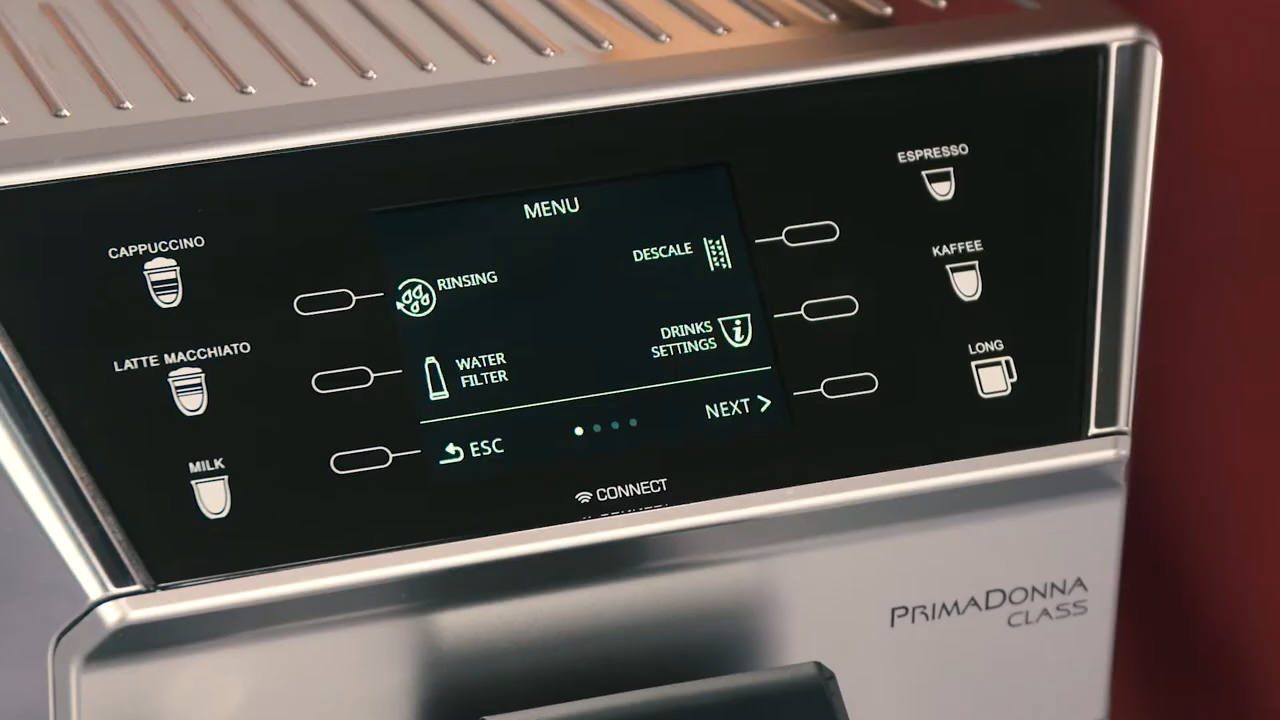 CAPPUCCINO
LATTE MACCHIATO
MILK
MENU
RINSING
DESCALE
WATER
FILTER
DRINKS
SETTINGS
ESC
NEXT
CONNECT
ESPRESSO
KAFFEE
LONG
PRIMADONNA
CLASS